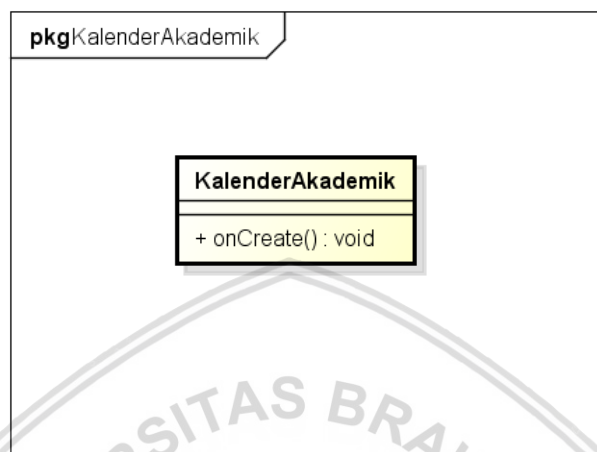 pkgKalenderAkademik
KalenderAkademik
+ onCreate() : void
SITAS BRA